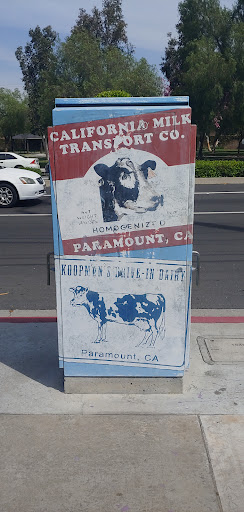 CALIFORNIA MILK
TRANSPORT CO.
HOMOGENIZED
PARAMOUNT, CA
KOOPMAN'S DRIVE-IN DAIRY
Paramount, CA